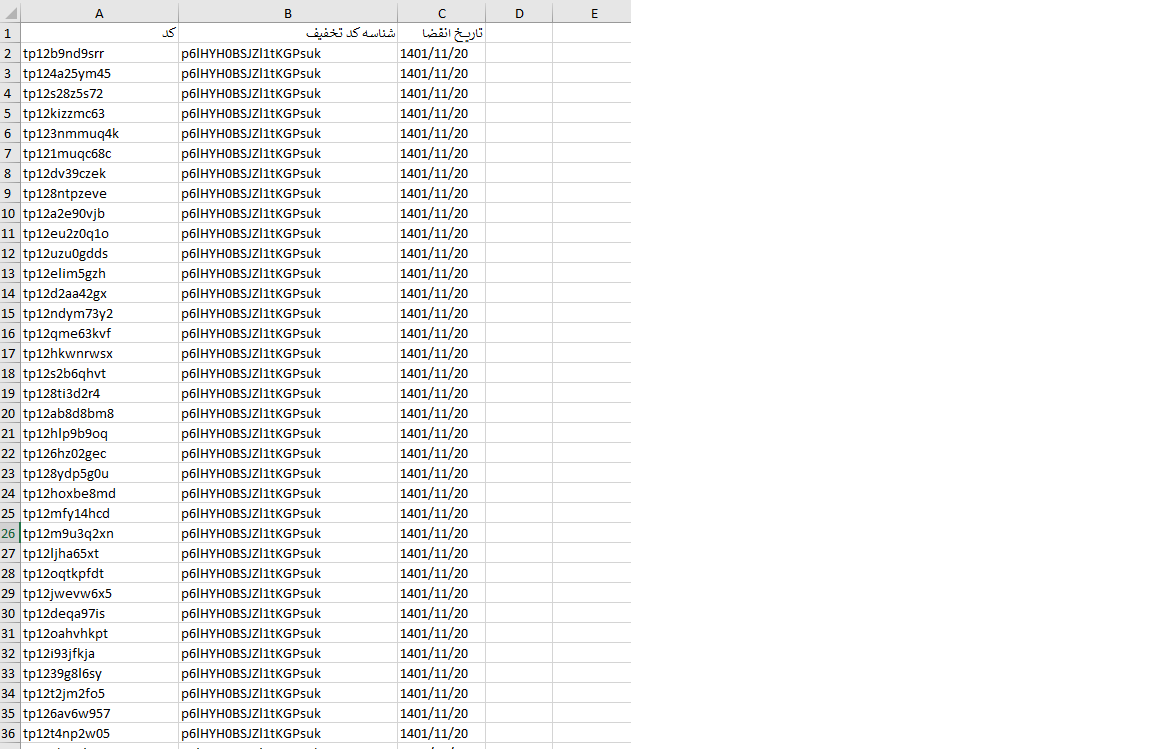 A B C D E
1 کد شناسه کد تخفیف تاریخ انقضا
2 tp12b9nd9srr p6lHYH0BSJZl1tKGPsuk 1401/11/20
3 tp124a25ym45 p6lHYH0BSJZl1tKGPsuk 1401/11/20
4 tp12s28z5s72 p6lHYH0BSJZl1tKGPsuk 1401/11/20
5 tp12kizzmc63 p6lHYH0BSJZl1tKGPsuk 1401/11/20
6 tp123nmmuq4k p6lHYH0BSJZl1tKGPsuk 1401/11/20
7 tp121muqc68c p6lHYH0BSJZl1tKGPsuk 1401/11/20
8 tp12dv39czek p6lHYH0BSJZl1tKGPsuk 1401/11/20
9 tp128ntpzeve p6lHYH0BSJZl1tKGPsuk 1401/11/20
10 tp12a2e90vjb p6lHYH0BSJZl1tKGPsuk 1401/11/20
11 tp12eu2z0q1o p6lHYH0BSJZl1tKGPsuk 1401/11/20
12 tp12uzu0gdds p6lHYH0BSJZl1tKGPsuk 1401/11/20
13 tp12elim5gzh p6lHYH0BSJZl1tKGPsuk 1401/11/20
14 tp12d2aa42gx p6lHYH0BSJZl1tKGPsuk 1401/11/20
15 tp12ndym73y2 p6lHYH0BSJZl1tKGPsuk 1401/11/20
16 tp12qme63kvf p6lHYH0BSJZl1tKGPsuk 1401/11/20
17 tp12hkwnrwsx p6lHYH0BSJZl1tKGPsuk 1401/11/20
18 tp12s2b6qhvt p6lHYH0BSJZl1tKGPsuk 1401/11/20
19 tp128ti3d2r4 p6lHYH0BSJZl1tKGPsuk 1401/11/20
20 tp12ab8d8bm8 p6lHYH0BSJZl1tKGPsuk 1401/11/20
21 tp12hlp9b9oq p6lHYH0BSJZl1tKGPsuk 1401/11/20
22 tp126hz02gec p6lHYH0BSJZl1tKGPsuk 1401/11/20
23 tp128ydp5g0u p6lHYH0BSJZl1tKGPsuk 1401/11/20
24 tp12hoxbe8md p6lHYH0BSJZl1tKGPsuk 1401/11/20
25 tp12mfy14hcd p6lHYH0BSJZl1tKGPsuk 1401/11/20
26 tp12m9u3q2xn p6lHYH0BSJZl1tKGPsuk 1401/11/20
27 tp12ljha65xt p6lHYH0BSJZl1tKGPsuk 1401/11/20
28 tp12oqtkpfdt p6lHYH0BSJZl1tKGPsuk 1401/11/20
29 tp12jwevw6x5 p6lHYH0BSJZl1tKGPsuk 1401/11/20
30 tp12deqa97is p6lHYH0BSJZl1tKGPsuk 1401/11/20
31 tp12oahvhkpt p6lHYH0BSJZl1tKGPsuk 1401/11/20
32 tp12i93jfkja p6lHYH0BSJZl1tKGPsuk 1401/11/20
33 tp1239g8l6sy p6lHYH0BSJZl1tKGPsuk 1401/11/20
34 tp12t2jm2fo5 p6lHYH0BSJZl1tKGPsuk 1401/11/20
35 tp126av6w957 p6lHYH0BSJZl1tKGPsuk 1401/11/20
36 tp12t4np2w05 p6lHYH0BSJZl1tKGPsuk 1401/11/20